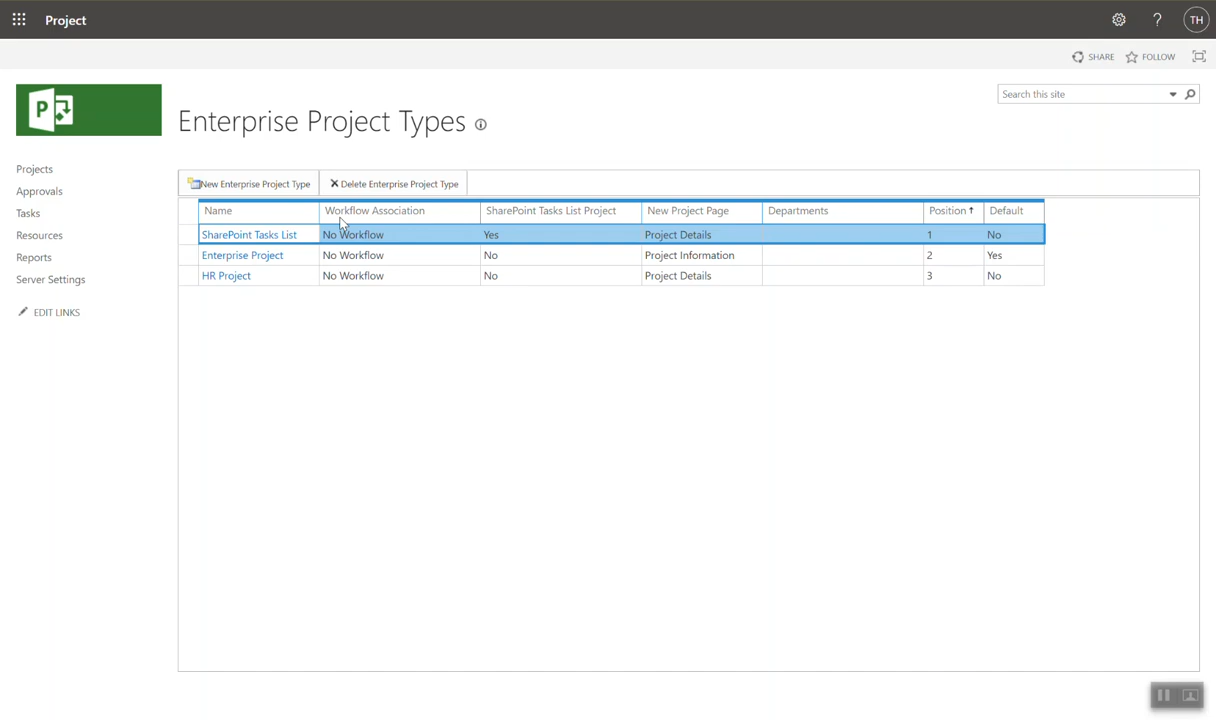 Project
TH
SHARE FOLLOW
Search this site
P
Enterprise Project Types
Projects
Approvals
Tasks
Resources
Reports
Server Settings
EDIT LINKS
New Enterprise Project Type Delete Enterprise Project Type
Name Workflow Association SharePoint Tasks List Project New Project Page Departments Position Default
SharePoint Tasks List No Workflow Yes Project Details 1 No
Enterprise Project No Workflow No Project Information 2 Yes
HR Project No Workflow No Project Details 3 No